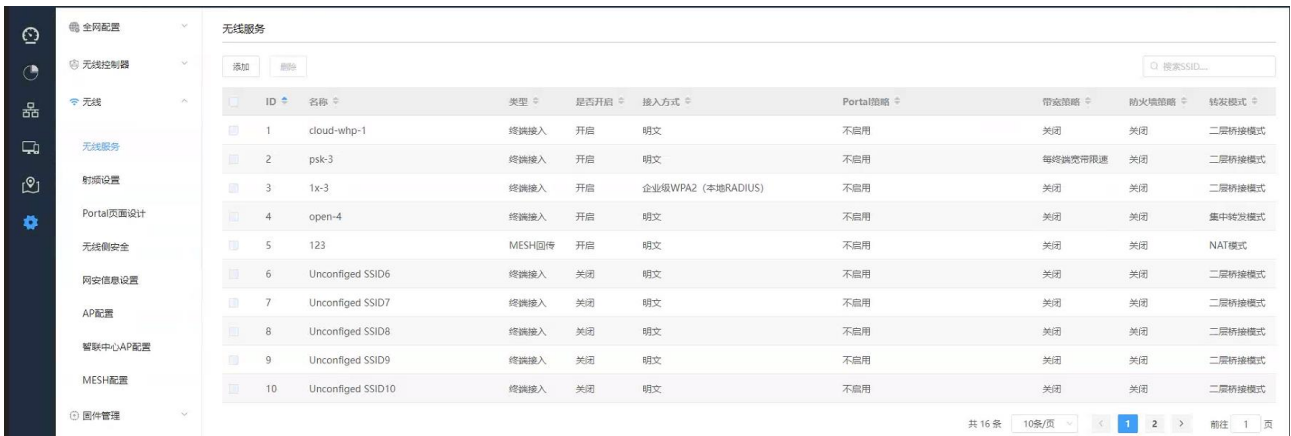 全网配置
无线控制器
无线
无线服务
射频设置
Portal页面设计
无线侧安全
网安信息设置
AP配置
智联中心AP配置
MESH配置
固件管理
无线服务
添加 删除 搜索SSID...
ID 名称 类型 是否开启 接入方式 Portal策略 带宽策略 防火墙策略 转发模式
1 cloud-whp-1 终端接入 开启 明文 不启用 关闭 关闭 二层桥接模式
2 psk-3 终端接入 开启 明文 不启用 每终端宽带限速 关闭 二层桥接模式
3 1x-3 终端接入 开启 企业级WPA2（本地RADIUS） 不启用 关闭 关闭 二层桥接模式
4 open-4 终端接入 开启 明文 不启用 关闭 关闭 集中转发模式
5 123 MESH回传 开启 明文 不启用 关闭 关闭 NAT模式
6 Unconfiged SSID6 终端接入 关闭 明文 不启用 关闭 关闭 二层桥接模式
7 Unconfiged SSID7 终端接入 关闭 明文 不启用 关闭 关闭 二层桥接模式
8 Unconfiged SSID8 终端接入 关闭 明文 不启用 关闭 关闭 二层桥接模式
9 Unconfiged SSID9 终端接入 关闭 明文 不启用 关闭 关闭 二层桥接模式
10 Unconfiged SSID10 终端接入 关闭 明文 不启用 关闭 关闭 二层桥接模式
共 16 条 10条/页 < 1 2 > 前往 1 页